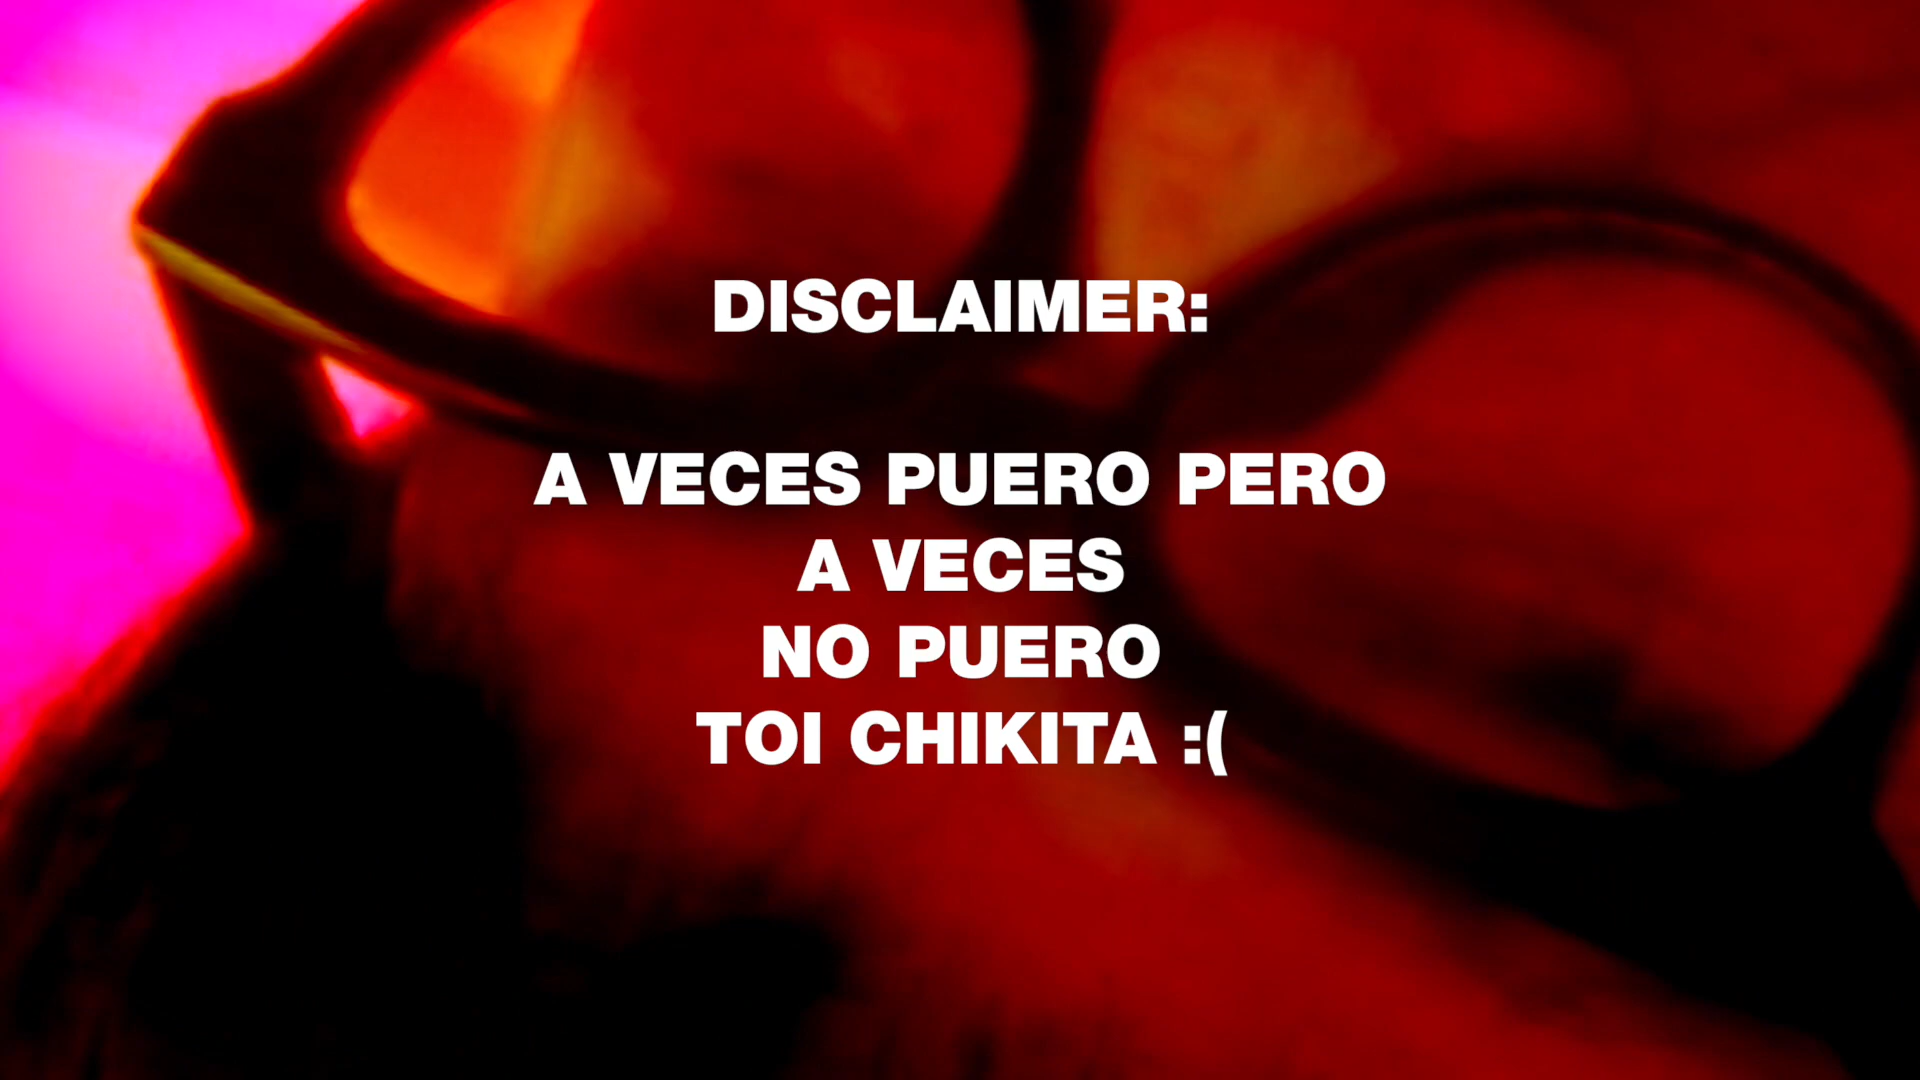 DISCLAIMER:
A VECES PUERO PERO
A VECES
NO PUERO
TOI CHIKITA :(